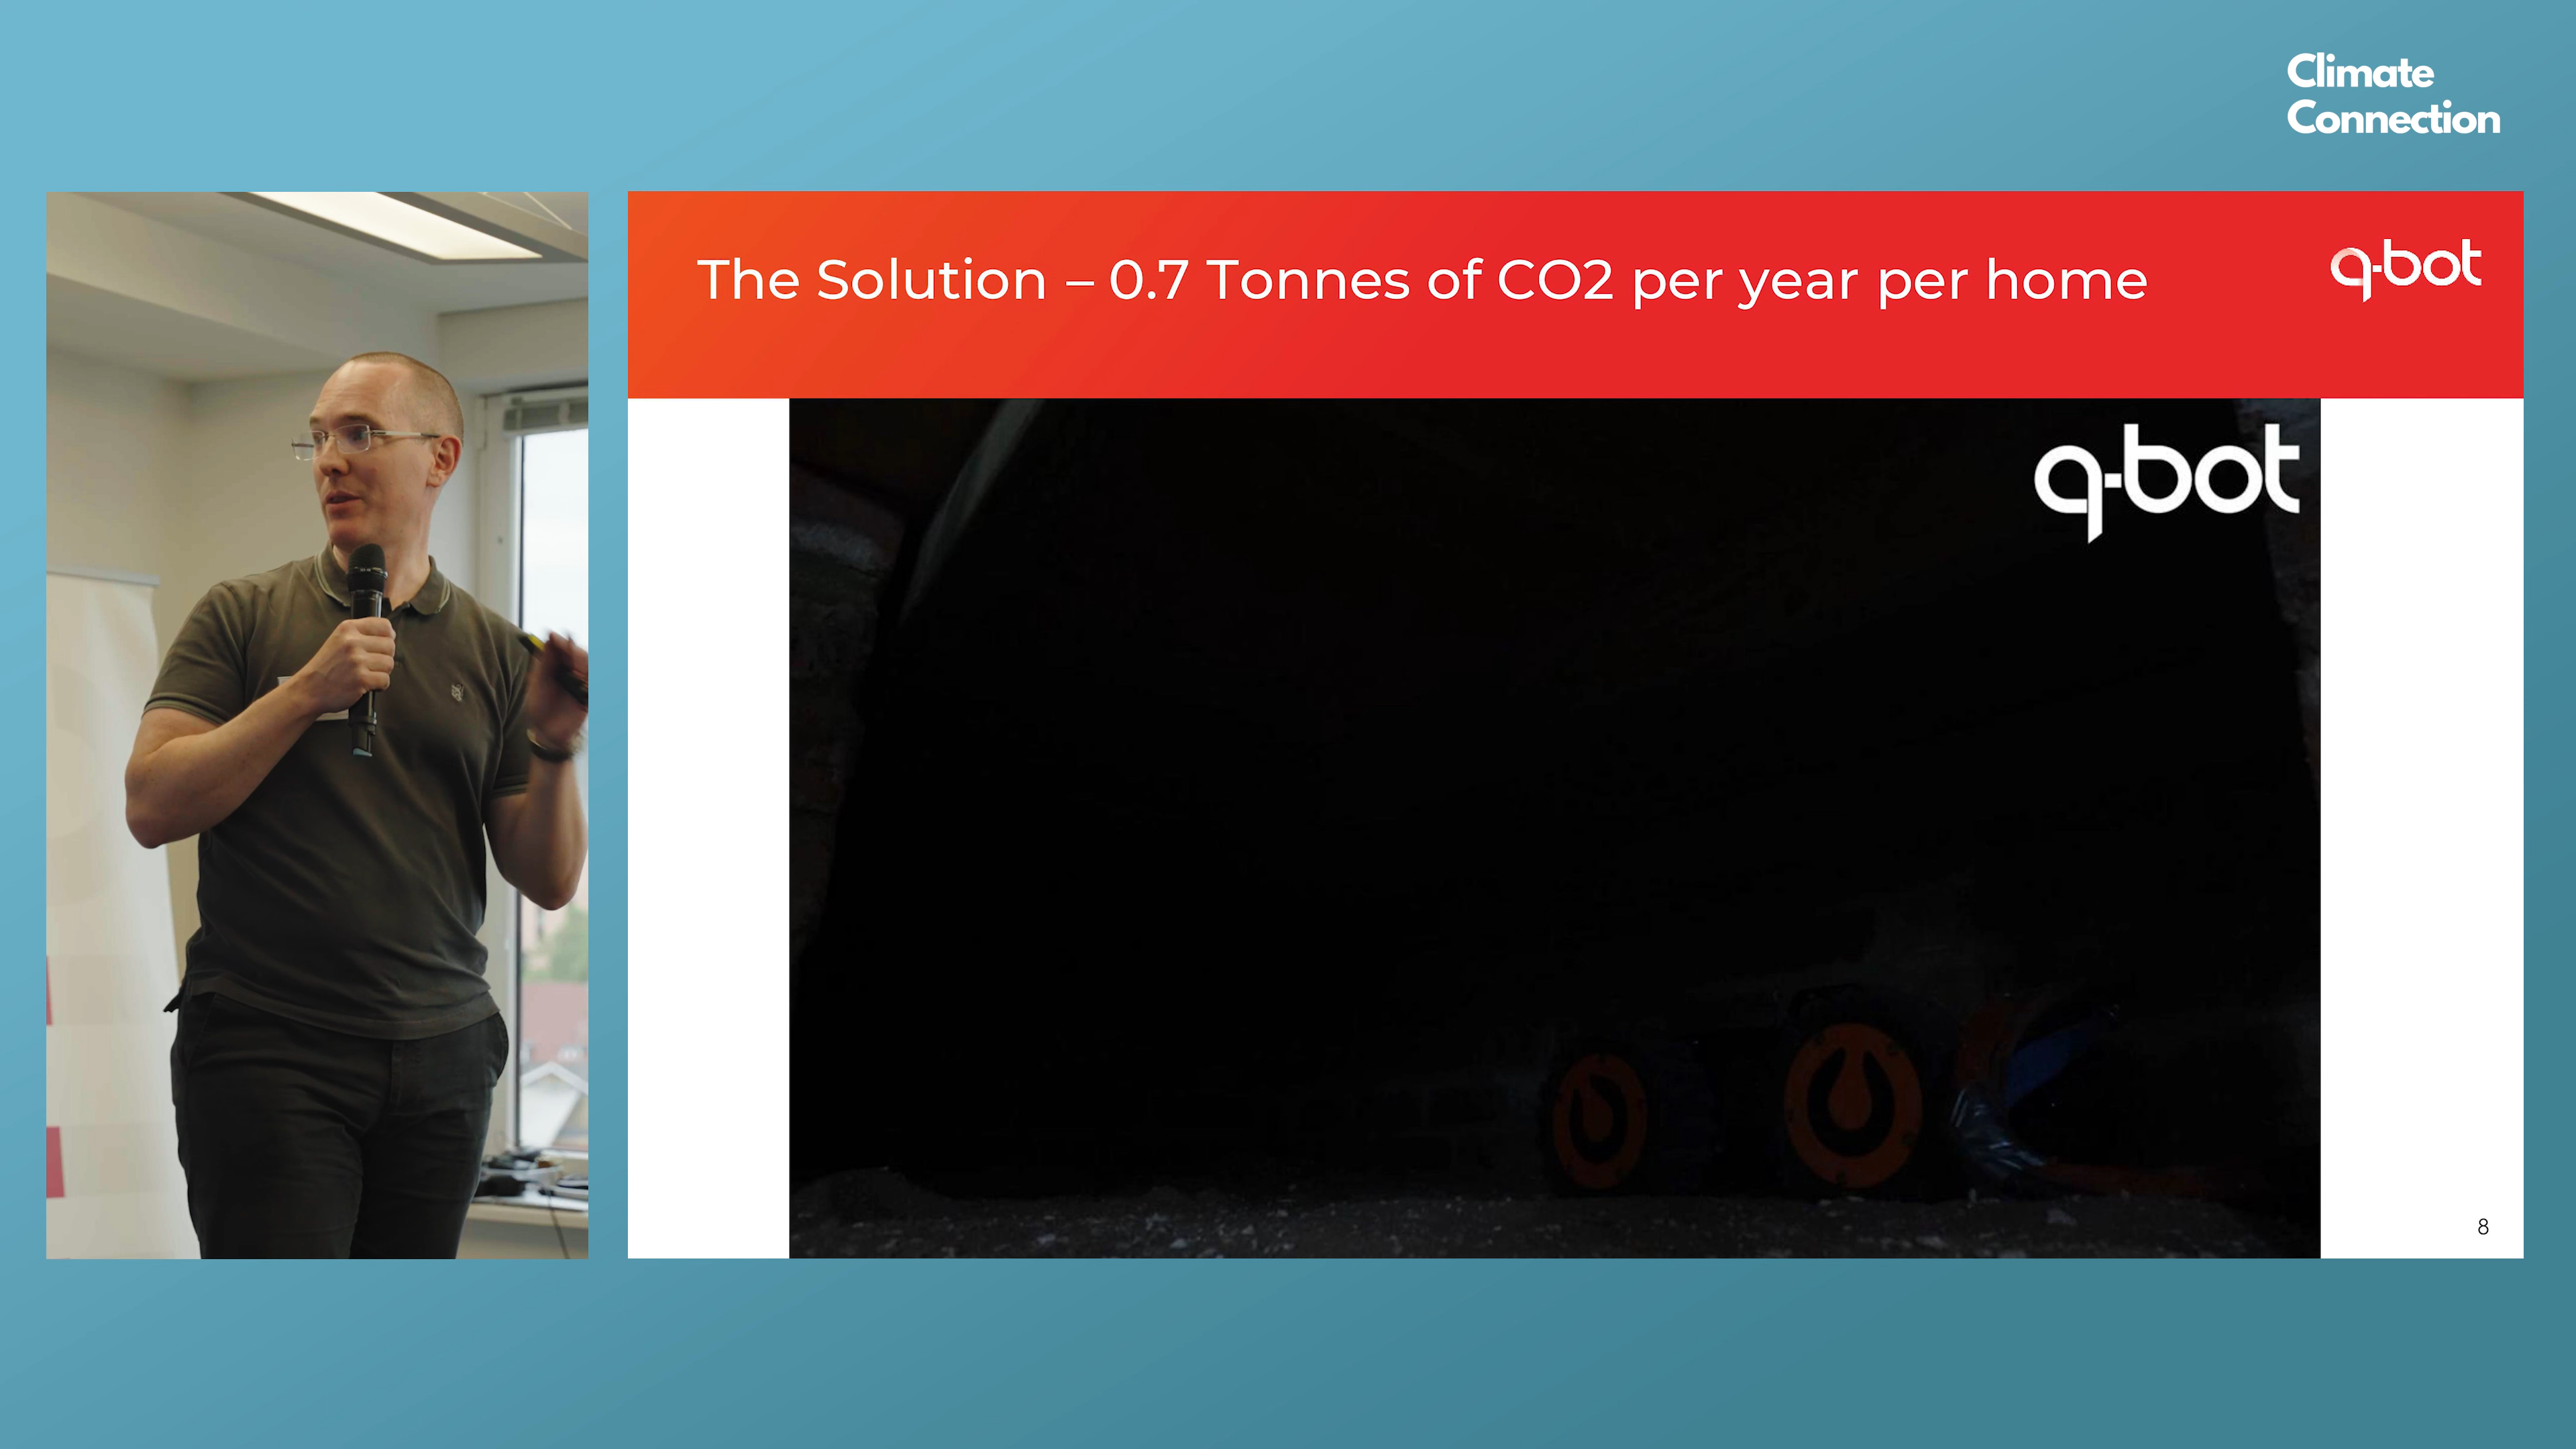 Climate
Connection
The Solution – 0.7 Tonnes of CO2 per year per home
q-bot
q-bot
8